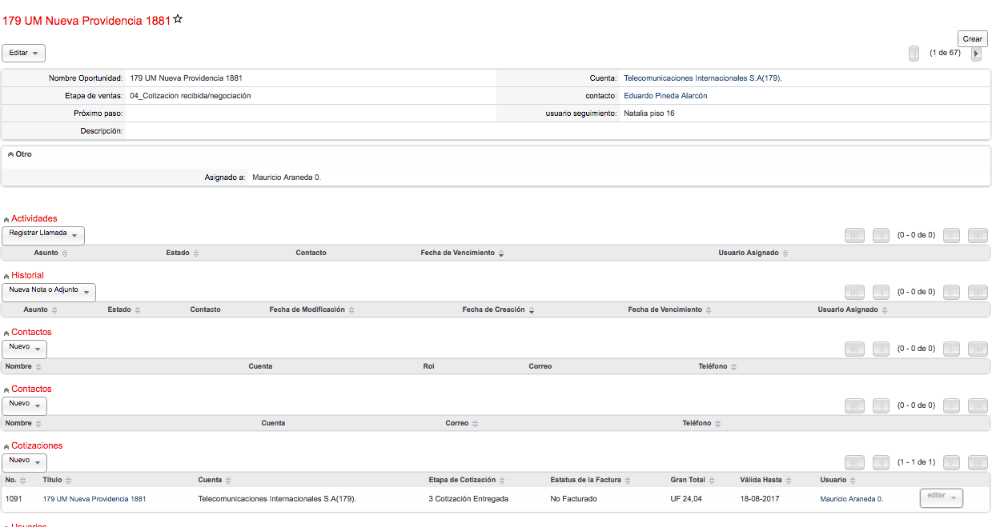 179 UM Nueva Providencia 1881
Crear
Editar
(1 de 67)
Nombre Oportunidad: 179 UM Nueva Providencia 1881 Cuenta: Telecomunicaciones Internacionales S.A(179).
Etapa de ventas: 04_Cotizacion recibida/negociación contacto: Eduardo Pineda Alarcón
Próximo paso: usuario seguimiento: Natalia piso 16
Descripción:
Otro
Asignado a: Mauricio Araneda 0.
Actividades
Registrar Llamada (0 - 0 de 0)
Asunto Estado Contacto Fecha de Vencimiento Usuario Asignado
Historial
Nueva Nota o Adjunto (0 - 0 de 0)
Asunto Estado Contacto Fecha de Modificación Fecha de Creación Fecha de Vencimiento Usuario Asignado
Contactos
Nuevo (0 - 0 de 0)
Nombre Cuenta Rol Correo Teléfono
Contactos
Nuevo (0 - 0 de 0)
Nombre Cuenta Correo Teléfono
Cotizaciones
Nuevo (1 - 1 de 1)
No. Título Cuenta Etapa de Cotización Estatus de la Factura Gran Total Válida Hasta Usuario
1091 179 UM Nueva Providencia 1881 Telecomunicaciones Internacionales S.A(179). 3 Cotización Entregada No Facturado UF 24,04 18-08-2017 Mauricio Araneda 0. editar
Usuarios